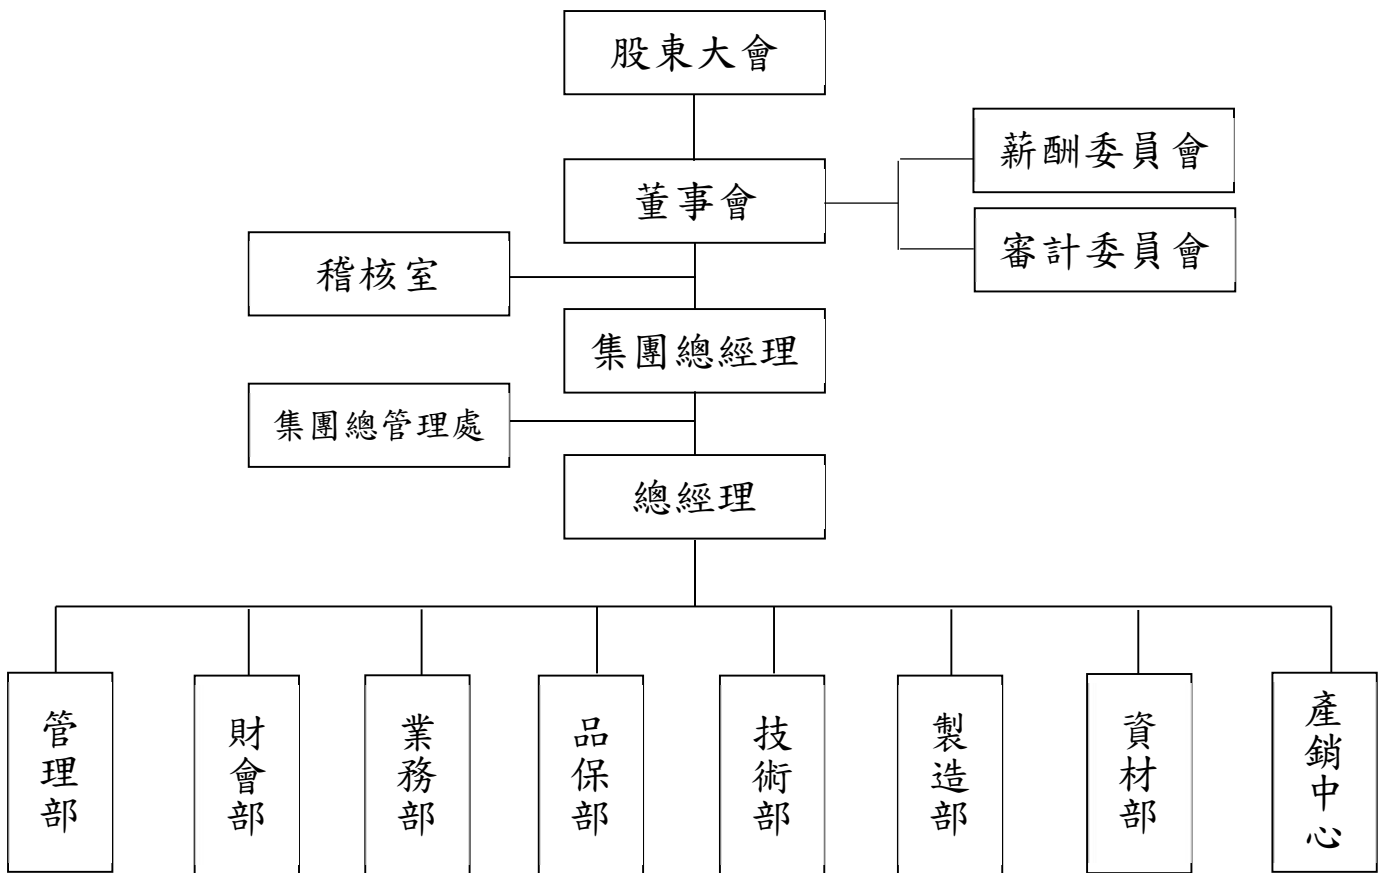 股東大會
薪酬委員會
董事會
審計委員會
稽核室
集團總經理
集團總管理處
總經理
管理部
財會部
業務部
品保部
技術部
製造部
資材部
產銷中心